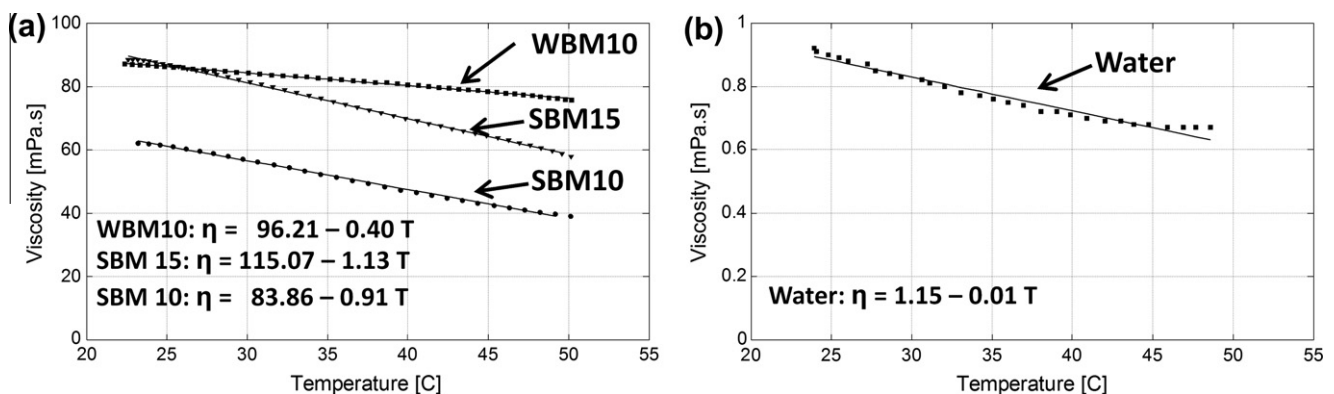 (a)
100
80
60
40
20
0
Viscosity [mPa.s]
WBM10
SBM15
SBM10
WBM10: η = 96.21 – 0.40 T
SBM 15: η = 115.07 – 1.13 T
SBM 10: η = 83.86 – 0.91 T
20 25 30 35 40 45 50 55
Temperature [C]
(b)
1
0.8
0.6
0.4
0.2
0
Viscosity [mPa.s]
Water
Water: η = 1.15 – 0.01 T
20 25 30 35 40 45 50 55
Temperature [C]